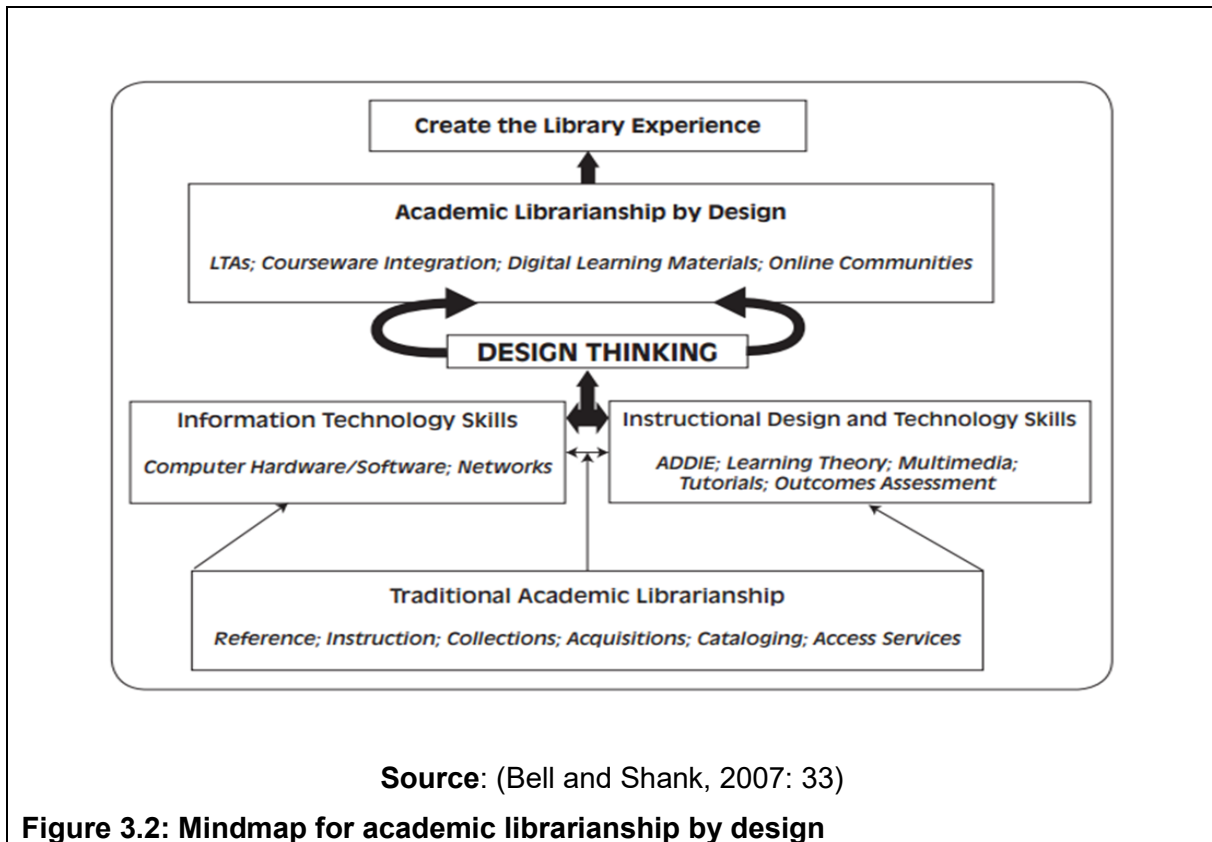 Create the Library Experience
Academic Librarianship by Design
LTAs; Courseware Integration; Digital Learning Materials; Online Communities
DESIGN THINKING
Information Technology Skills
Computer Hardware/Software; Networks
Instructional Design and Technology Skills
ADDIE; Learning Theory; Multimedia;
Tutorials; Outcomes Assessment
Traditional Academic Librarianship
Reference; Instruction; Collections; Acquisitions; Cataloging; Access Services
Source: (Bell and Shank, 2007: 33)
Figure 3.2: Mindmap for academic librarianship by design